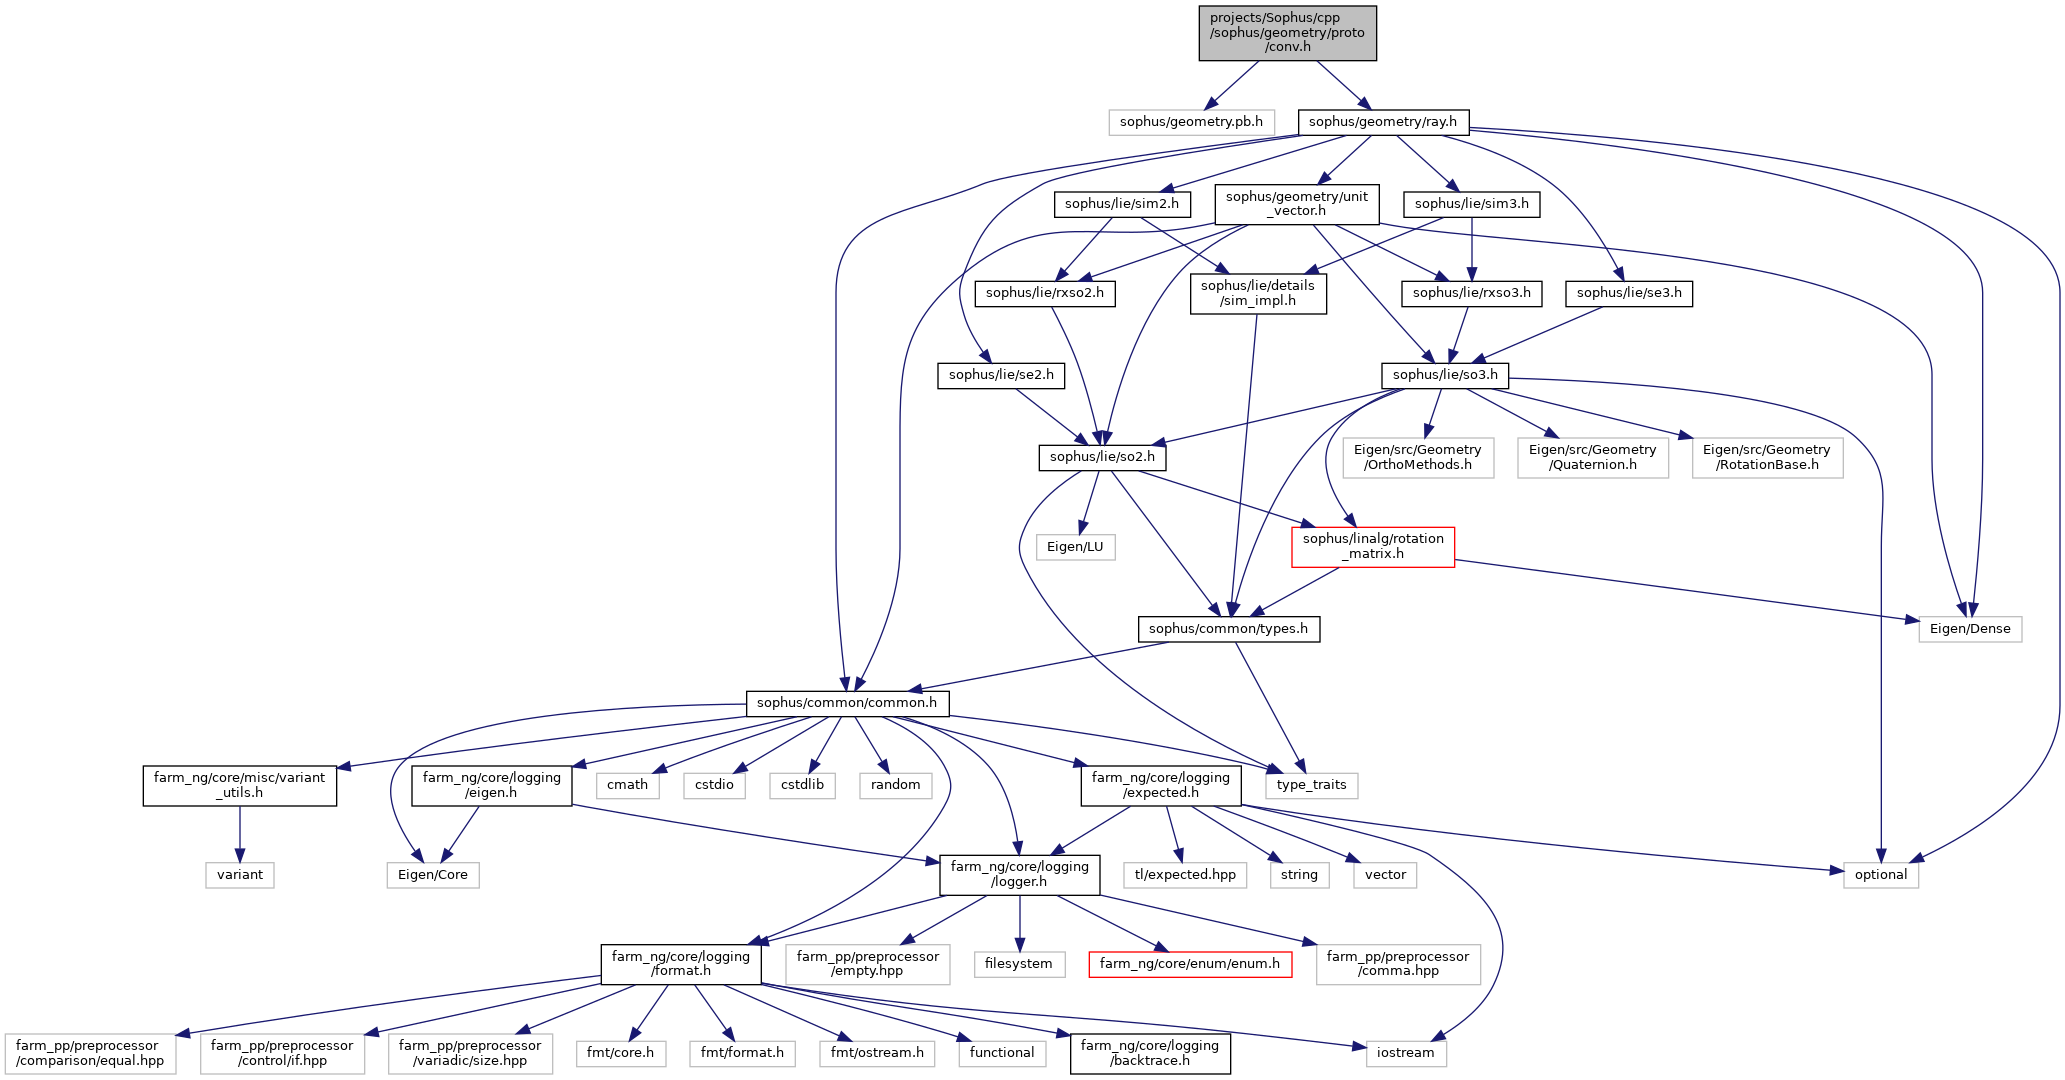 projects/Sophus/cpp
/sophus/geometry/proto
/conv.h
sophus/geometry.pb.h
sophus/geometry/ray.h
sophus/lie/sim2.h
sophus/geometry/unit
_vector.h
sophus/lie/sim3.h
sophus/lie/rxso2.h
sophus/lie/details
/sim_impl.h
sophus/lie/rxso3.h
sophus/lie/se3.h
sophus/lie/se2.h
sophus/lie/so3.h
sophus/lie/so2.h
Eigen/src/Geometry
/OrthoMethods.h
Eigen/src/Geometry
/Quaternion.h
Eigen/src/Geometry
/RotationBase.h
Eigen/LU
sophus/linalg/rotation
_matrix.h
sophus/common/types.h
Eigen/Dense
sophus/common/common.h
farm_ng/core/misc/variant
_utils.h
farm_ng/core/logging
/eigen.h
cmath
cstdio
cstdlib
random
farm_ng/core/logging
/expected.h
type_traits
variant
Eigen/Core
farm_ng/core/logging
/logger.h
tl/expected.hpp
string
vector
optional
farm_ng/core/logging
/format.h
farm_pp/preprocessor
/empty.hpp
filesystem
farm_ng/core/enum/enum.h
farm_pp/preprocessor
/comma.hpp
farm_pp/preprocessor
/comparison/equal.hpp
farm_pp/preprocessor
/control/if.hpp
farm_pp/preprocessor
/variadic/size.hpp
fmt/core.h
fmt/format.h
fmt/ostream.h
functional
farm_ng/core/logging
/backtrace.h
iostream